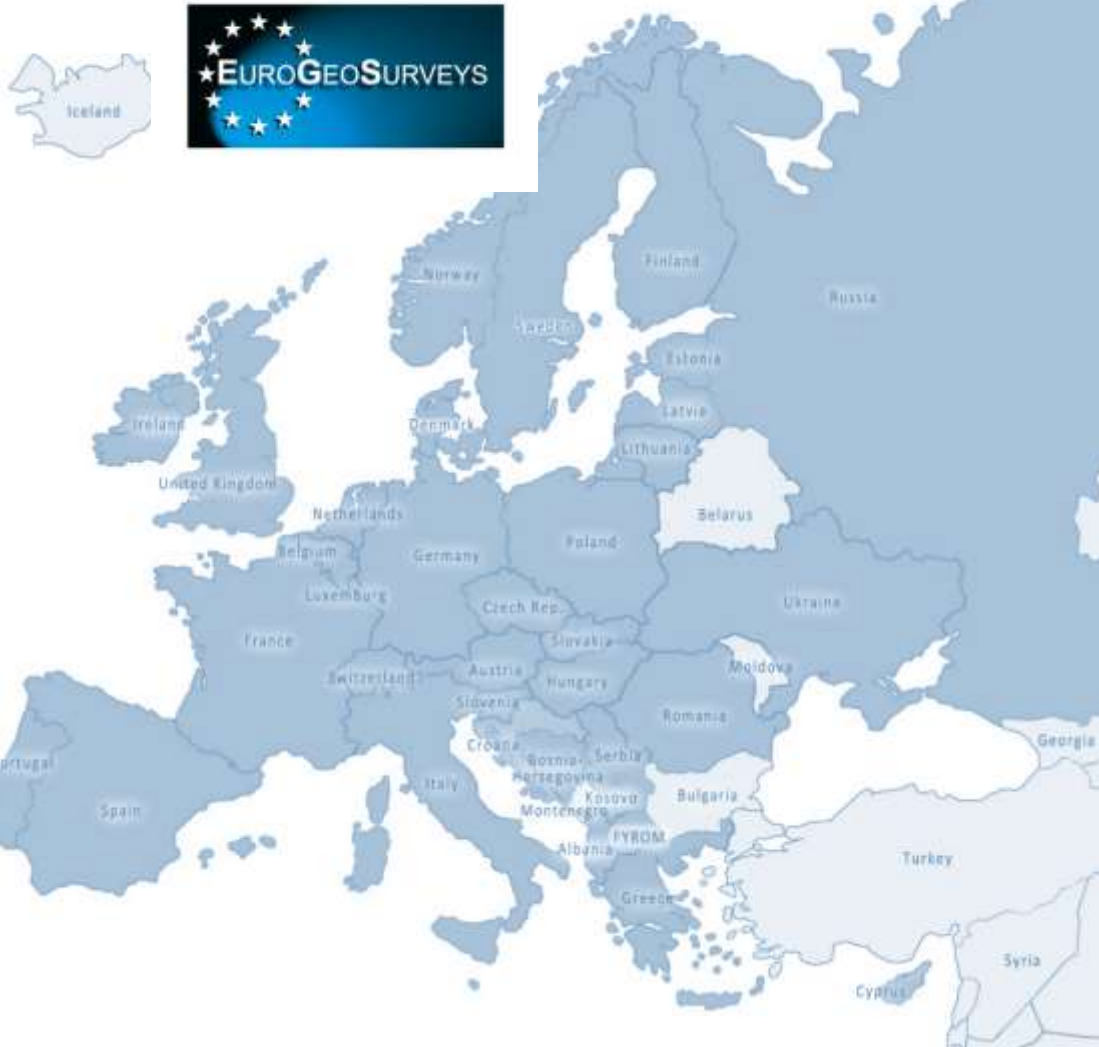 EUROGEOSURVEYS
Iceland
Norway
Finland
Russia
Sweden
Estonia
Latvia
Denmark
Ireland
Lithuania
United Kingdom
Netherlands
Belarus
Belgium
Germany
Poland
Luxemburg
Czech Rep.
Ukraine
France
Slovakia
Switzerland
Austria
Moldova
Hungary
Slovenia
Romania
Croatia
Georgia
Bosnia-
Herzegovina
Serbia
ortugal
Italy
Kosovo
Bulgaria
Spain
Montenegro
FYROM
Albania
Turkey
Greece
Syria
Cyprus